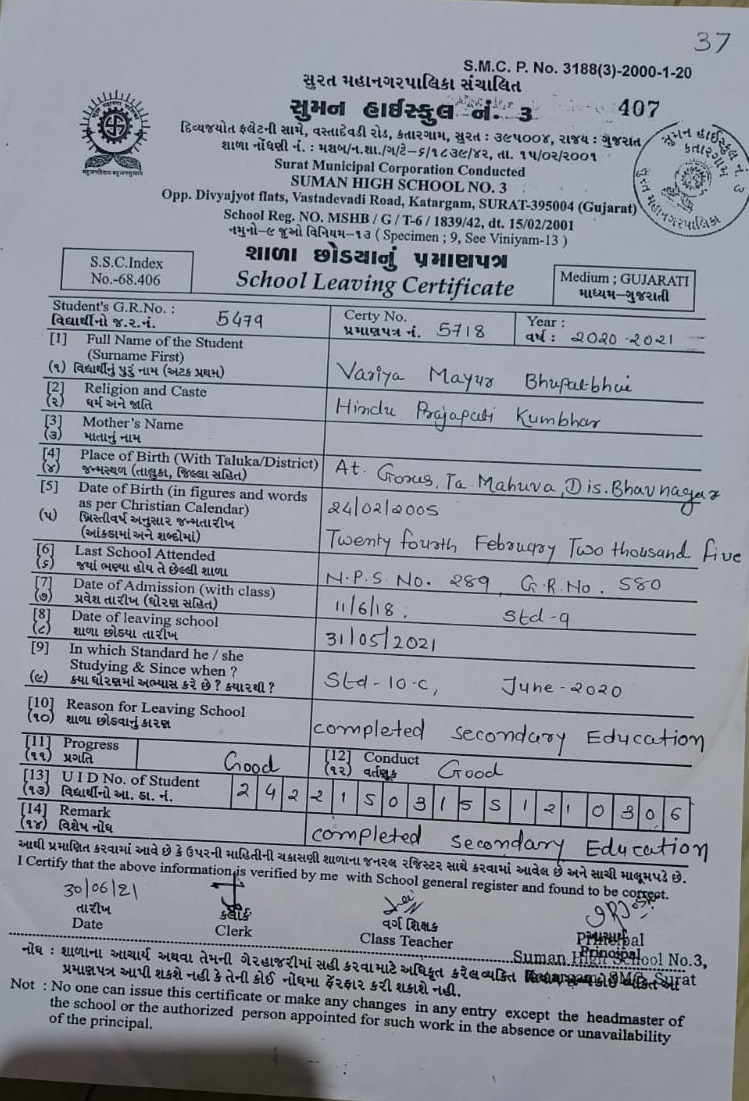 37
S.M.C. P. No. 3188(3)-2000-1-20
સુરત મહાનગરપાલિકા સંચાલિત
સુમન હાઈસ્કુલ નં. ૩ 407
દિવ્યજયોત ફ્લેટની સામે, વસ્તાદેવડી રોડ, કતારગામ, સુરત : ૩૯૫૦૦૪, રાજ્ય : ગુજરાત
શાળા નોંધણી નં. : મશબ/ન.શા./ગ/ટે-૬/૧૮૩૯/૪૨, તા. ૧૫/૦૨/૨૦૦૧
Surat Municipal Corporation Conducted
SUMAN HIGH SCHOOL NO. 3
Opp. Divyajyot flats, Vastadevadi Road, Katargam, SURAT-395004 (Gujarat)
School Reg. NO. MSHB / G / T-6 / 1839/42, dt. 15/02/2001
નમુનો-૯ જૂઓ વિનિયમ-૧૩ ( Specimen ; 9, See Viniyam-13 )
સુમન હાઈસ્કુલ નં. ૩
કતારગામ
સુરત મહાનગરપાલિકા
શાળા છોડયાનું પ્રમાણપત્ર
S.S.C.Index
No.-68.406
School Leaving Certificate
Medium ; GUJARATI
માધ્યમ-ગુજરાતી
Student's G.R.No. :
વિદ્યાર્થીનો જ.ર.નં. 5479
Certy No.
પ્રમાણપત્ર નં. 5718
Year :
વર્ષ : 2020-2021
[1] Full Name of the Student
(Surname First)
(૧) વિદ્યાર્થીનું પુરૂં નામ (અટક પ્રથમ)
Variya Mayur Bhupatbhai
[2] Religion and Caste
(૨) ધર્મ અને જાતિ
Hindu Prajapati Kumbhar
[3] Mother's Name
(૩) માતાનું નામ
[4] Place of Birth (With Taluka/District)
(૪) જન્મસ્થળ (તાલુકા, જિલ્લા સહિત)
At. Goras, Ta. Mahuva, Dis. Bhavnagar
[5] Date of Birth (in figures and words
as per Christian Calendar)
(૫) ખ્રિસ્તીવર્ષ અનુસાર જન્મતારીખ
(આંકડામાં અને શબ્દોમાં)
24/02/2005
Twenty fourth February Two thousand five
[6] Last School Attended
(૬) જ્યાં ભણ્યા હોય તે છેલ્લી શાળા
N.P.S. No. 289, G.R. No. 580
[7] Date of Admission (with class)
(૭) પ્રવેશ તારીખ (ધોરણ સહિત)
11/6/18. Std-9
[8] Date of leaving school
(૮) શાળા છોડયા તારીખ
31/05/2021
[9] In which Standard he / she
Studying & Since when ?
(૯) કયા ધોરણમાં અભ્યાસ કરે છે ? કયારથી ?
Std-10-C, June-2020
[10] Reason for Leaving School
(૧૦) શાળા છોડવાનું કારણ
completed secondary Education
[11] Progress
(૧૧) પ્રગતિ
Good
[12] Conduct
(૧૨) વર્તણૂક
Good
[13] U I D No. of Student
(૧૩) વિદ્યાર્થીનો આ. ડા. નં.
2 4 2 2 1 5 0 3 1 5 5 1 2 1 0 3 0 6
[14] Remark
(૧૪) વિશેષ નોંધ
completed secondary Education
આથી પ્રમાણિત કરવામાં આવે છે કે ઉપરની માહિતીની ચકાસણી શાળાના જનરલ રજિસ્ટર સાથે કરવામાં આવેલ છે અને સાચી માલૂમ પડે છે.
I Certify that the above information is verified by me with School general register and found to be correct.
30/06/21
તારીખ
Date
કલાર્ક
Clerk
વર્ગ શિક્ષક
Class Teacher
આચાર્ય
Principal
Principal
Suman High School No.3,
SMC, Surat
નોંધ : શાળાના આચાર્ય અથવા તેમની ગેરહાજરીમાં સહી કરવા માટે અધિકૃત કરેલ વ્યક્તિ
પ્રમાણપત્ર આપી શકશે નહી કે તેની કોઈ નોંધમા ફેરફાર કરી શકાશે નહી.
Not : No one can issue this certificate or make any changes in any entry except the headmaster of
the school or the authorized person appointed for such work in the absence or unavailability
of the principal.